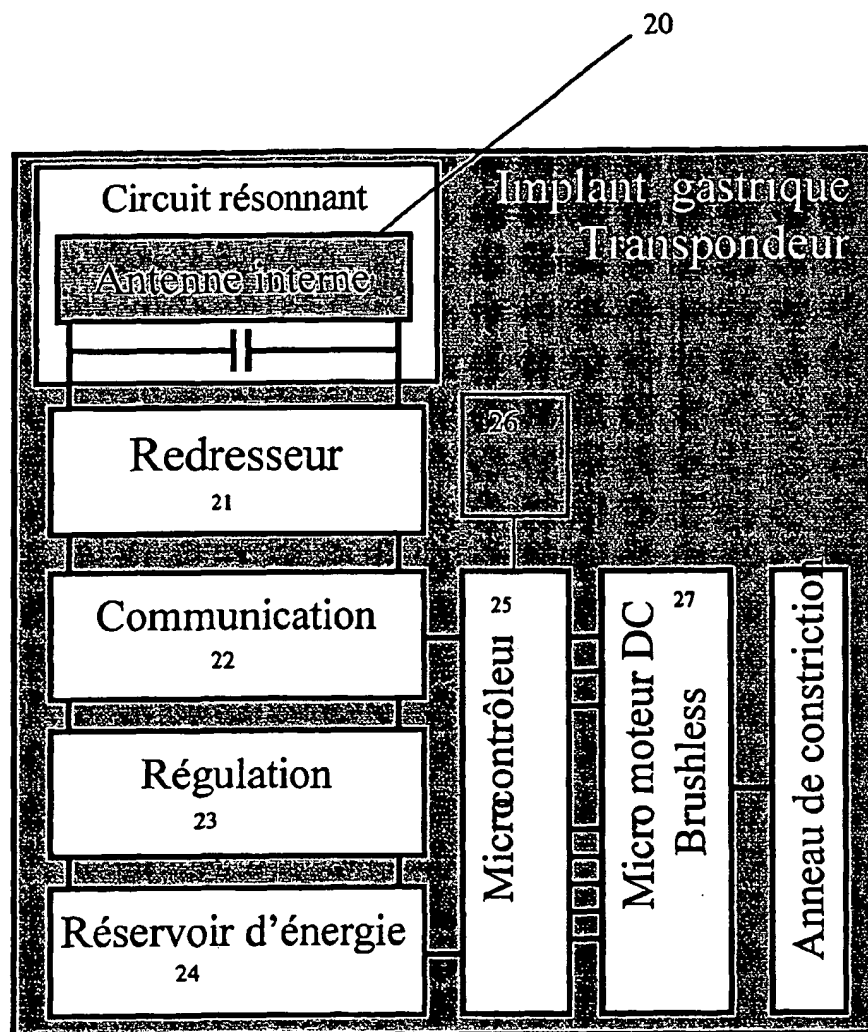 20
Circuit résonnant
Antenne interne
Implant gastrique
Transpondeur
Redresseur
21
26
Communication
22
Régulation
23
Réservoir d'énergie
24
25
Microcontrôleur
27
Micro moteur DC
Brushless
Anneau de constriction